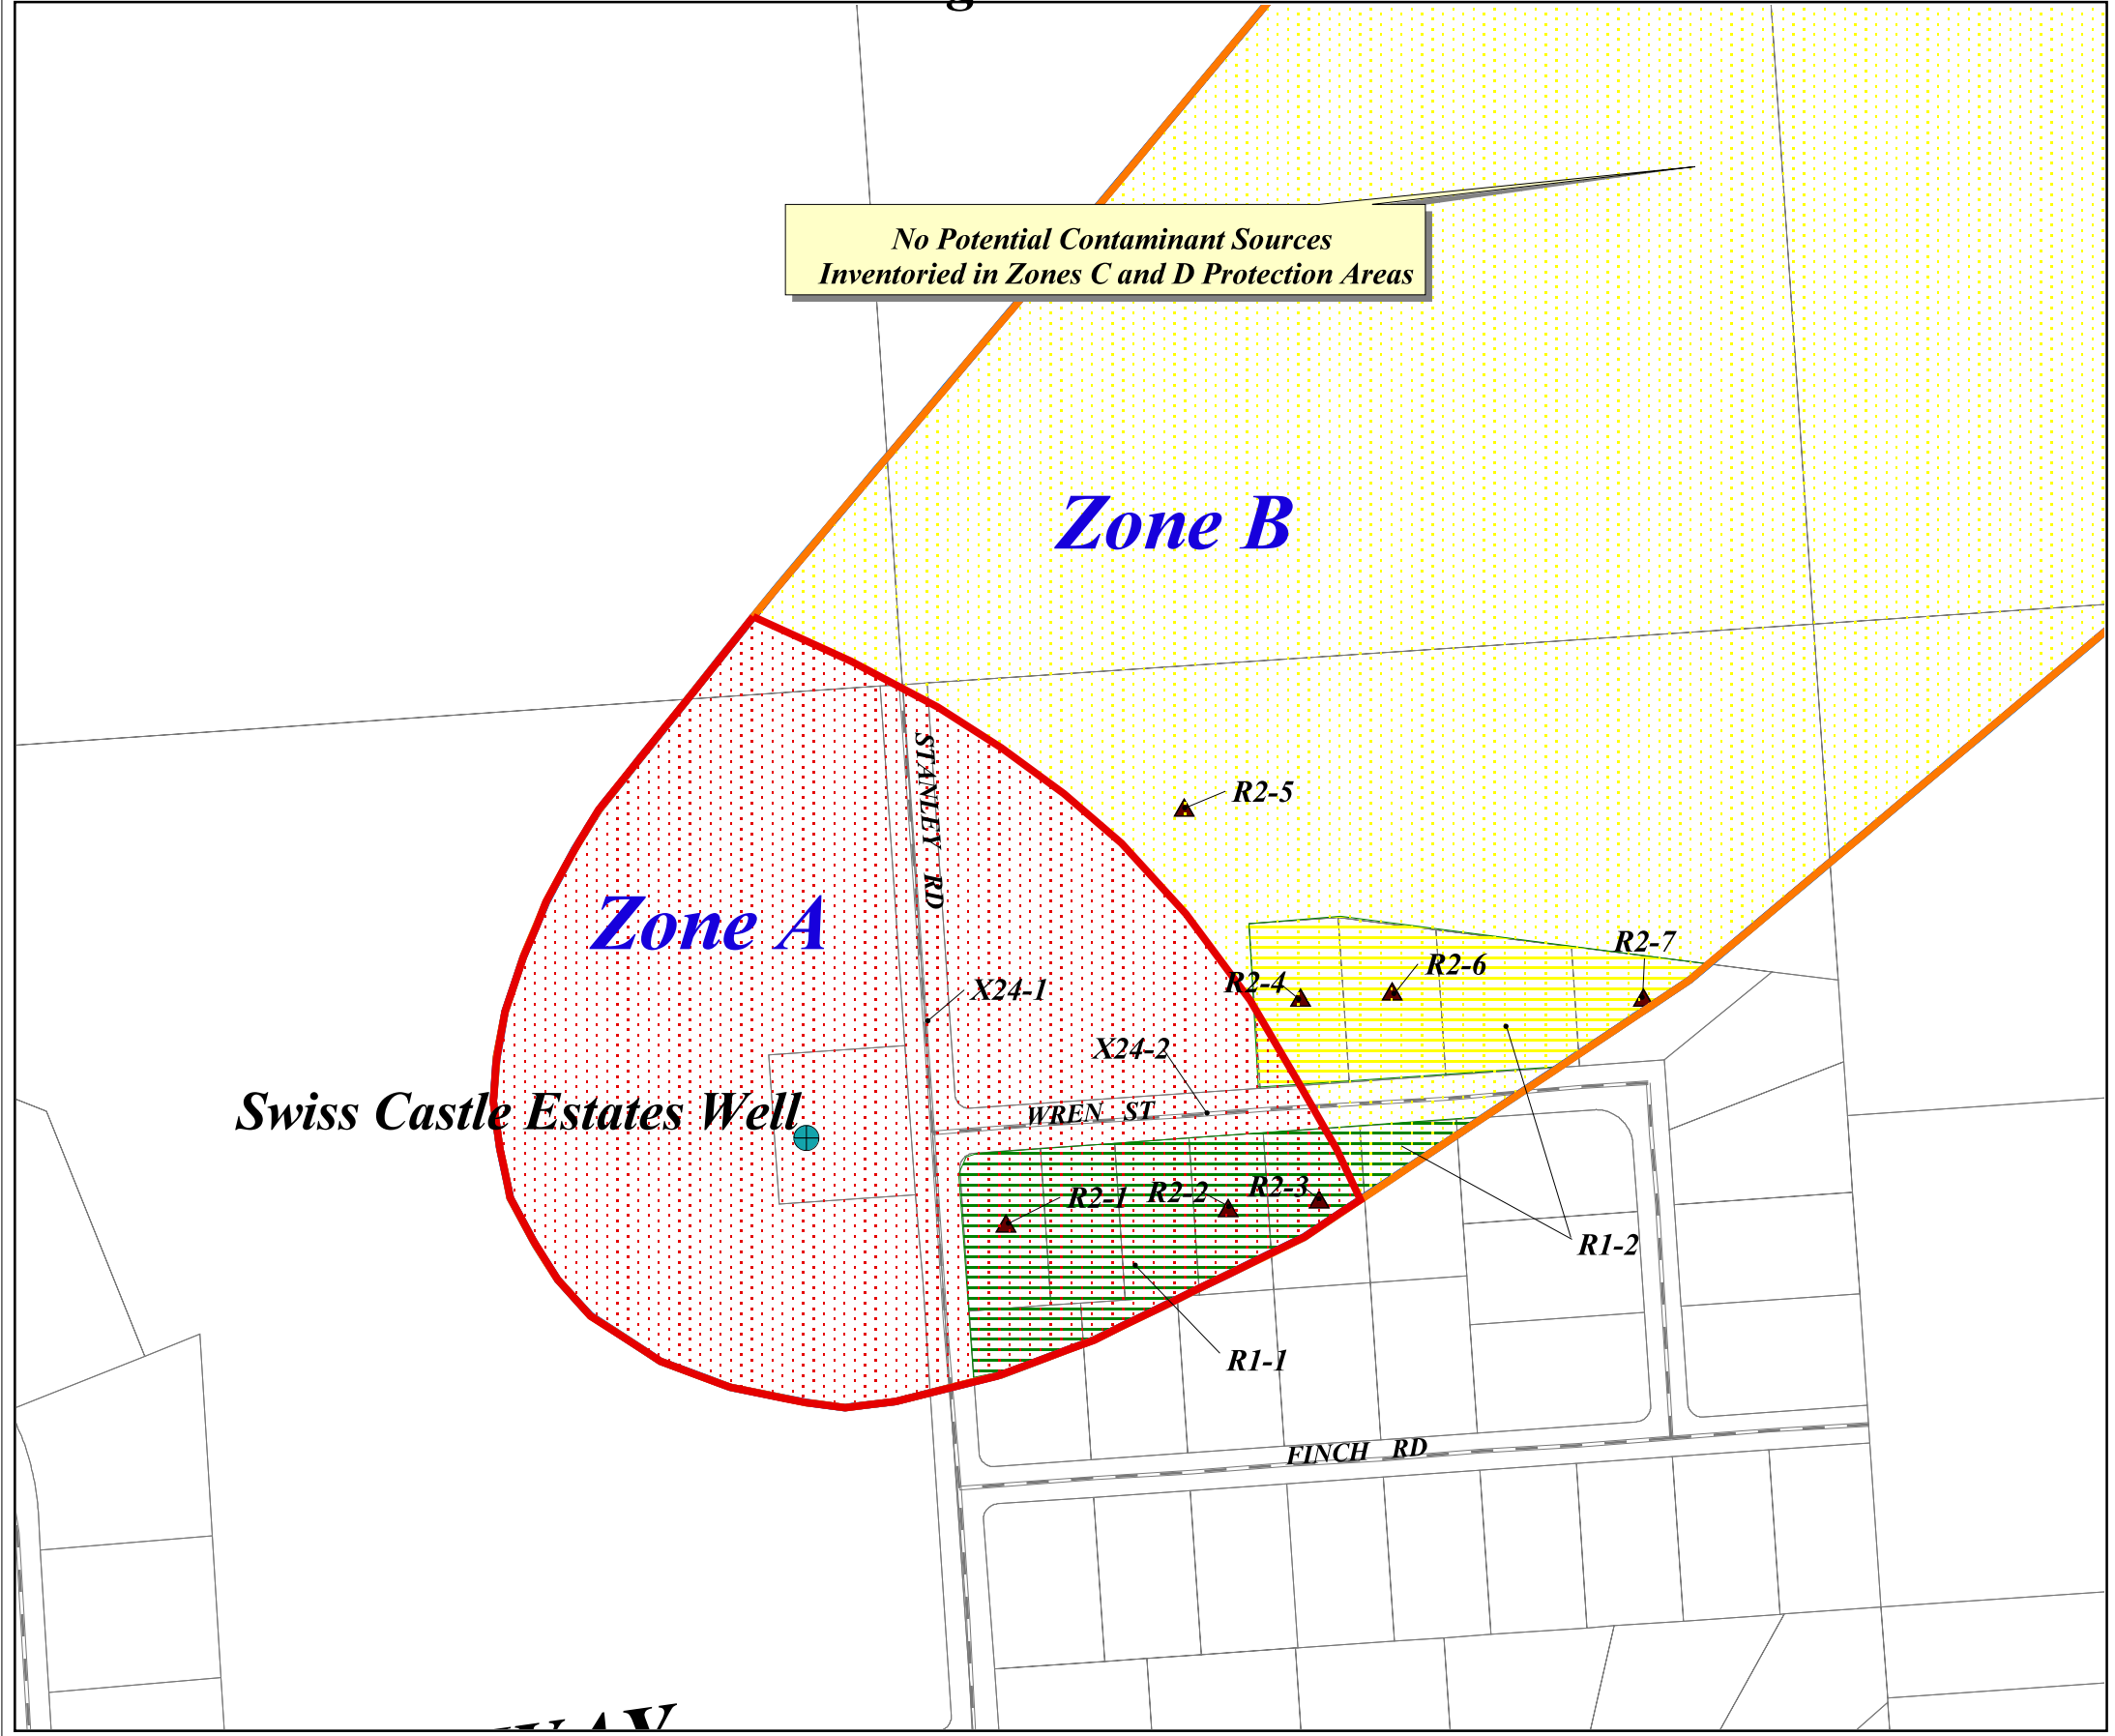 No Potential Contaminant Sources
Inventoried in Zones C and D Protection Areas
Zone B
STANLEY RD
R2-5
Zone A
R2-7
R2-6
R2-4
X24-1
X24-2
Swiss Castle Estates Well
WREN ST
R2-1
R2-2
R2-3
R1-2
R1-1
FINCH RD